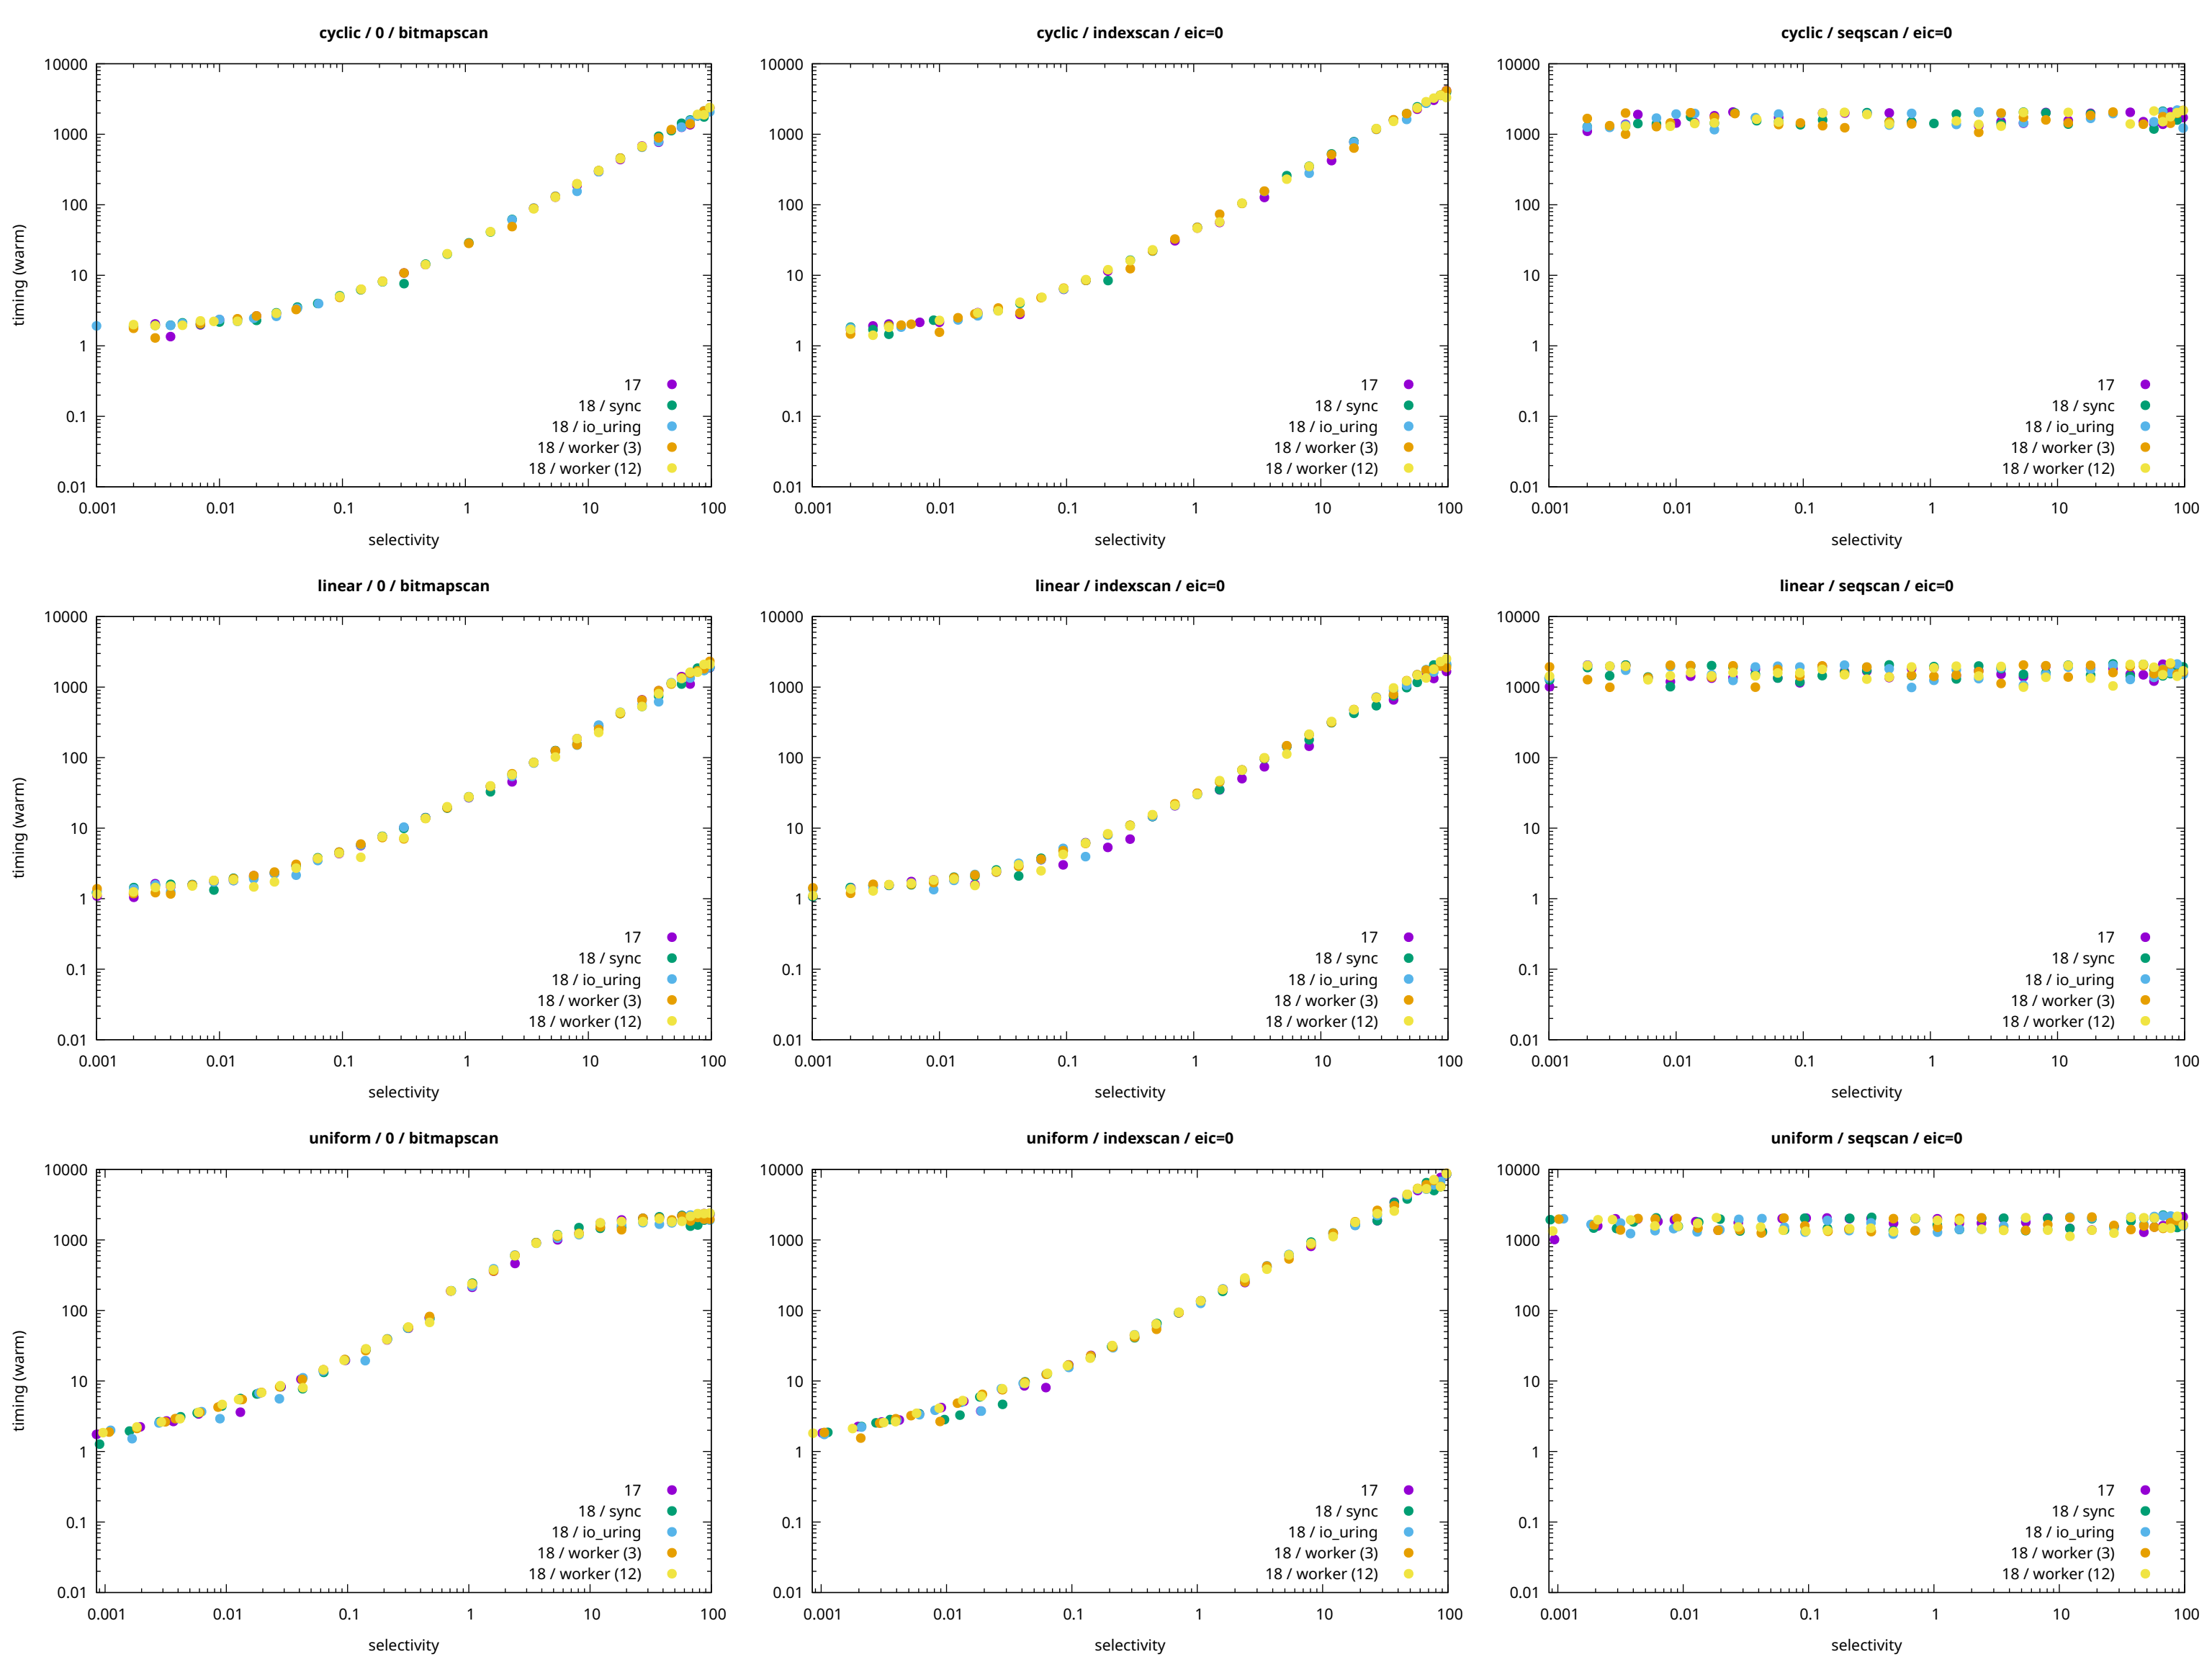 cyclic / 0 / bitmapscan
timing (warm)
10000
1000
100
10
1
0.1
0.01
17
18 / sync
18 / io_uring
18 / worker (3)
18 / worker (12)
0.001 0.01 0.1 1 10 100
selectivity
cyclic / indexscan / eic=0
10000
1000
100
10
1
0.1
0.01
17
18 / sync
18 / io_uring
18 / worker (3)
18 / worker (12)
0.001 0.01 0.1 1 10 100
selectivity
cyclic / seqscan / eic=0
10000
1000
100
10
1
0.1
0.01
17
18 / sync
18 / io_uring
18 / worker (3)
18 / worker (12)
0.001 0.01 0.1 1 10 100
selectivity
linear / 0 / bitmapscan
timing (warm)
10000
1000
100
10
1
0.1
0.01
17
18 / sync
18 / io_uring
18 / worker (3)
18 / worker (12)
0.001 0.01 0.1 1 10 100
selectivity
linear / indexscan / eic=0
10000
1000
100
10
1
0.1
0.01
17
18 / sync
18 / io_uring
18 / worker (3)
18 / worker (12)
0.001 0.01 0.1 1 10 100
selectivity
linear / seqscan / eic=0
10000
1000
100
10
1
0.1
0.01
17
18 / sync
18 / io_uring
18 / worker (3)
18 / worker (12)
0.001 0.01 0.1 1 10 100
selectivity
uniform / 0 / bitmapscan
timing (warm)
10000
1000
100
10
1
0.1
0.01
17
18 / sync
18 / io_uring
18 / worker (3)
18 / worker (12)
0.001 0.01 0.1 1 10 100
selectivity
uniform / indexscan / eic=0
10000
1000
100
10
1
0.1
0.01
17
18 / sync
18 / io_uring
18 / worker (3)
18 / worker (12)
0.001 0.01 0.1 1 10 100
selectivity
uniform / seqscan / eic=0
10000
1000
100
10
1
0.1
0.01
17
18 / sync
18 / io_uring
18 / worker (3)
18 / worker (12)
0.001 0.01 0.1 1 10 100
selectivity